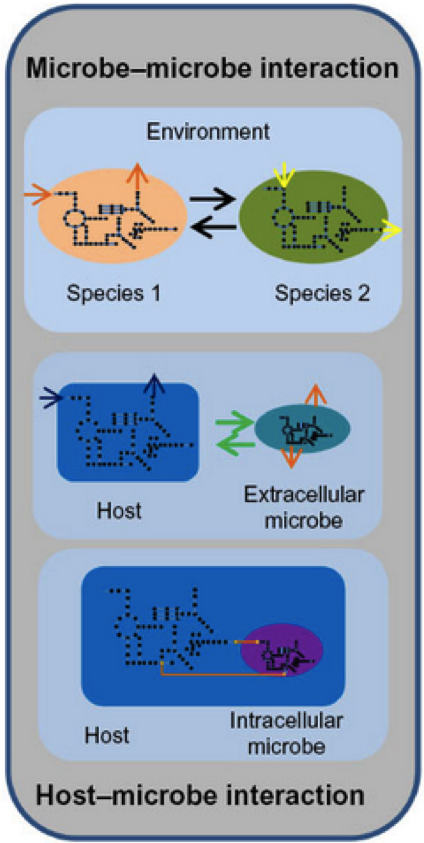 Microbe–microbe interaction
Environment
Species 1
Species 2
Host
Extracellular
microbe
Host
Intracellular
microbe
Host–microbe interaction